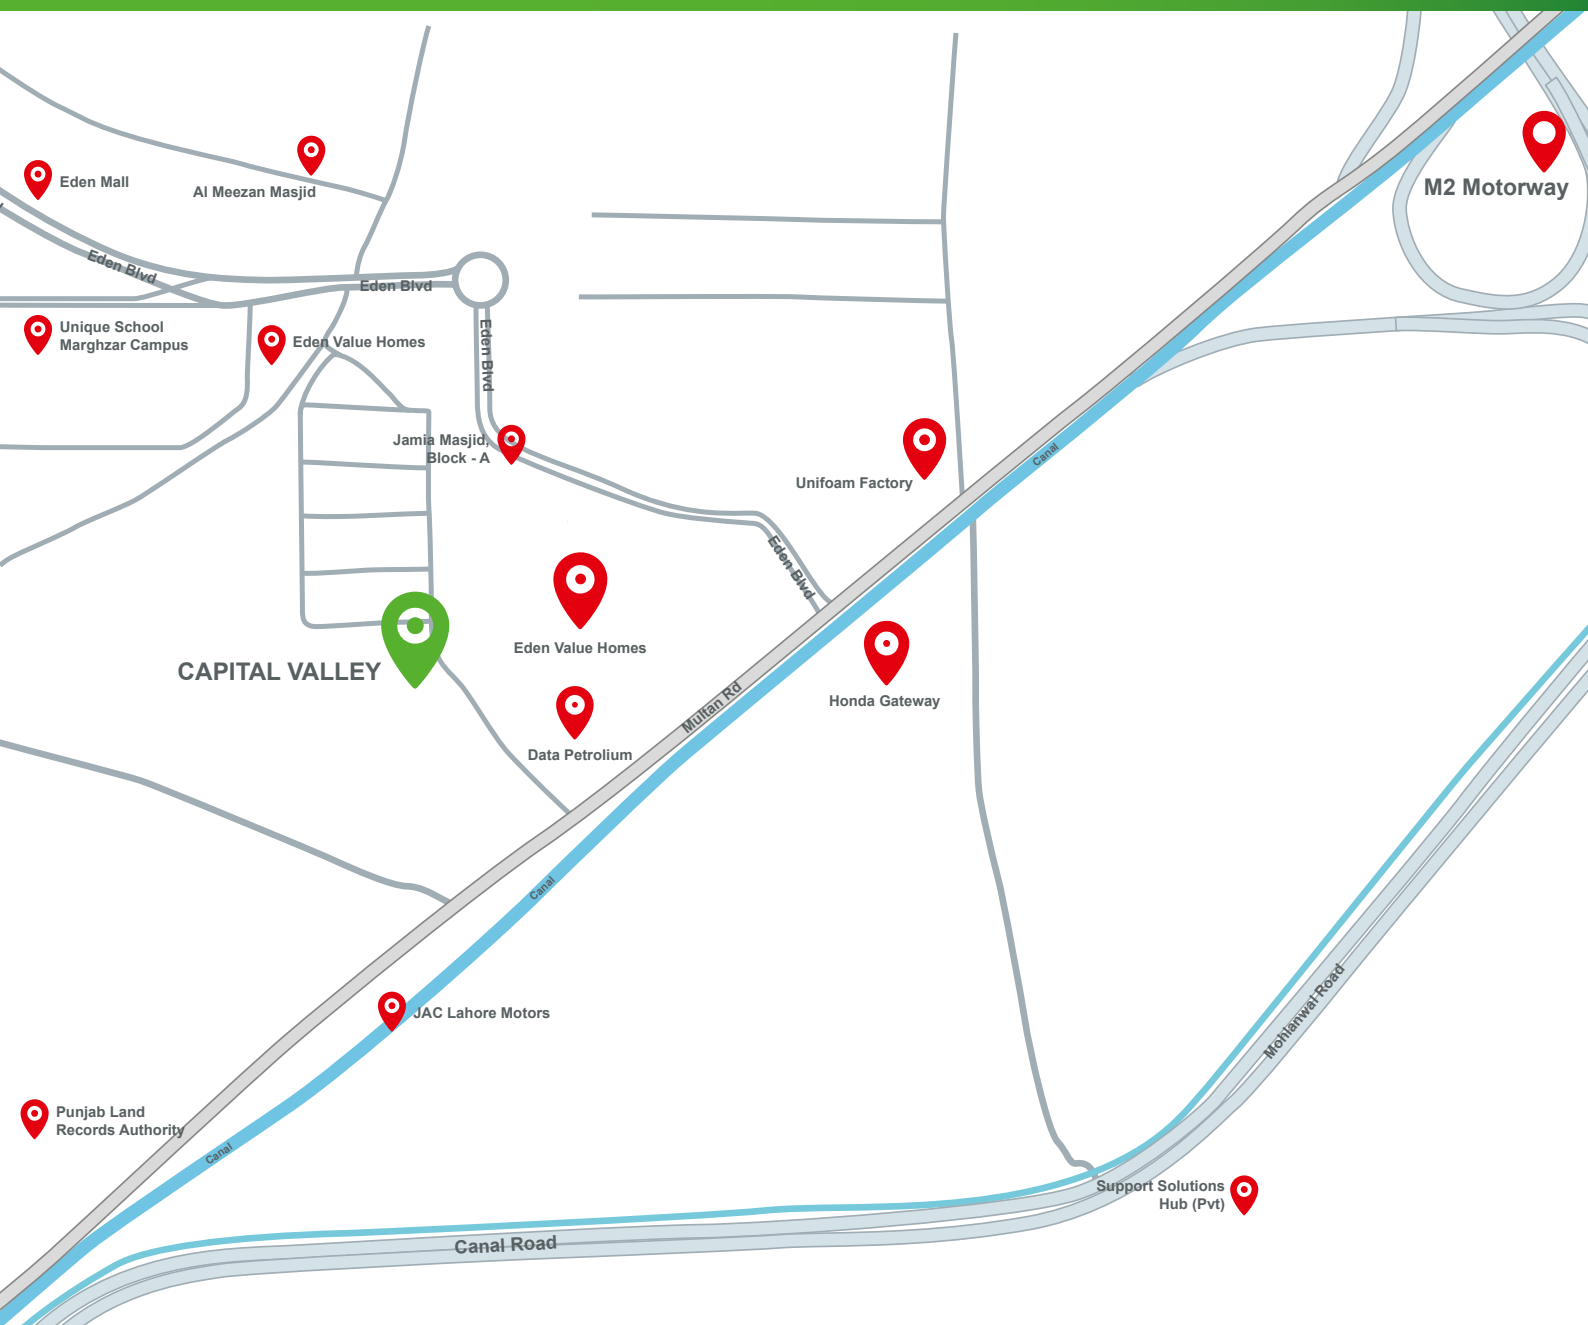 M2 Motorway
Eden Mall
Al Meezan Masjid
Eden Blvd
Eden Blvd
Unique School
Marghzar Campus
Eden Value Homes
Eden Blvd
Jamia Masjid,
Block - A
Unifoam Factory
Canal
Eden Blvd
Eden Value Homes
CAPITAL VALLEY
Multan Rd
Honda Gateway
Data Petrolium
Canal
JAC Lahore Motors
Mohlanwal Road
Punjab Land
Records Authority
Canal
Support Solutions
Hub (Pvt)
Canal Road